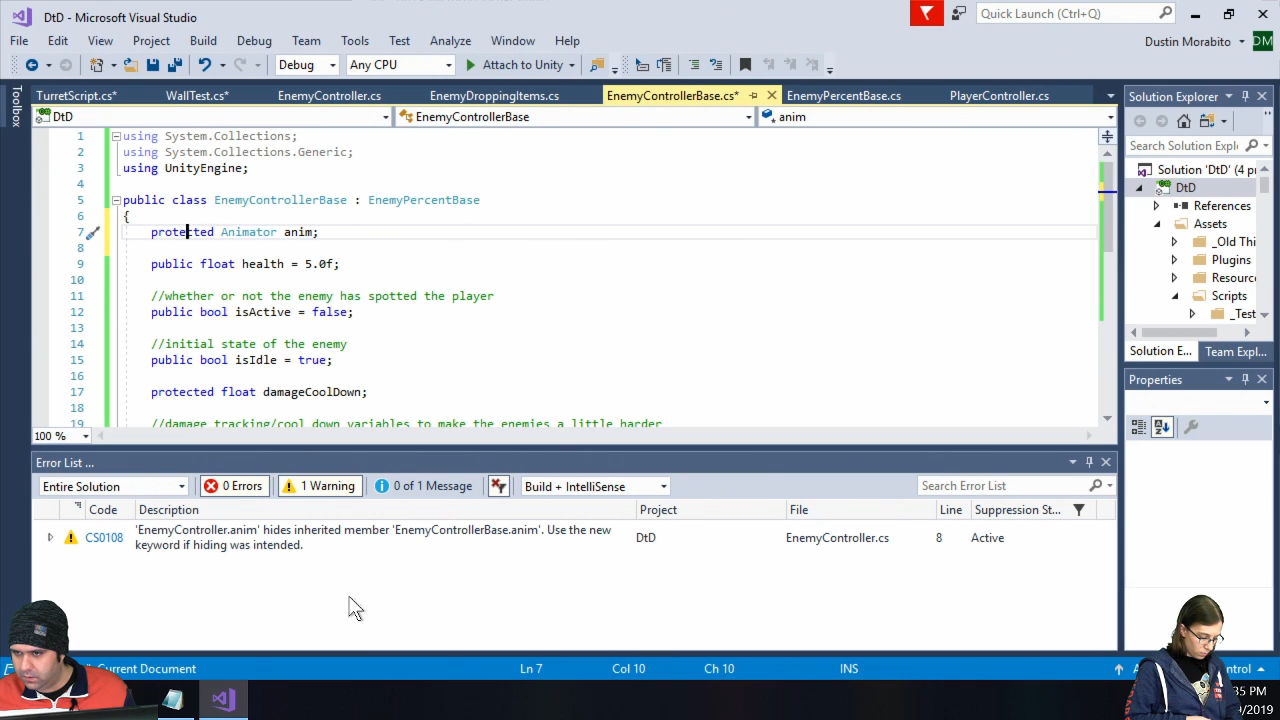 DtD - Microsoft Visual Studio
Quick Launch (Ctrl+Q)
File Edit View Project Build Debug Team Tools Test Analyze Window Help
Dustin Morabito DM
Debug Any CPU Attach to Unity
Toolbox
TurretScript.cs* WallTest.cs* EnemyController.cs EnemyDroppingItems.cs EnemyControllerBase.cs* EnemyPercentBase.cs PlayerController.cs
DtD EnemyControllerBase anim
1 using System.Collections;
2 using System.Collections.Generic;
3 using UnityEngine;
4
5 public class EnemyControllerBase : EnemyPercentBase
6 {
7 protected Animator anim;
8
9 public float health = 5.0f;
10
11 //whether or not the enemy has spotted the player
12 public bool isActive = false;
13
14 //initial state of the enemy
15 public bool isIdle = true;
16
17 protected float damageCoolDown;
18
19 //damage tracking/cool down variables to make the enemies a little harder
100 %
Solution Explorer
Search Solution Explo
Solution 'DtD' (4 pr
DtD
References
Assets
_Old Thi
Plugins
Resourc
Scripts
_Test
Solution E... Team Expl...
Properties
Error List ...
Entire Solution 0 Errors 1 Warning 0 of 1 Message Build + IntelliSense Search Error List
Code Description Project File Line Suppression St...
CS0108 'EnemyController.anim' hides inherited member 'EnemyControllerBase.anim'. Use the new keyword if hiding was intended. DtD EnemyController.cs 8 Active
Current Document Ln 7 Col 10 Ch 10 INS